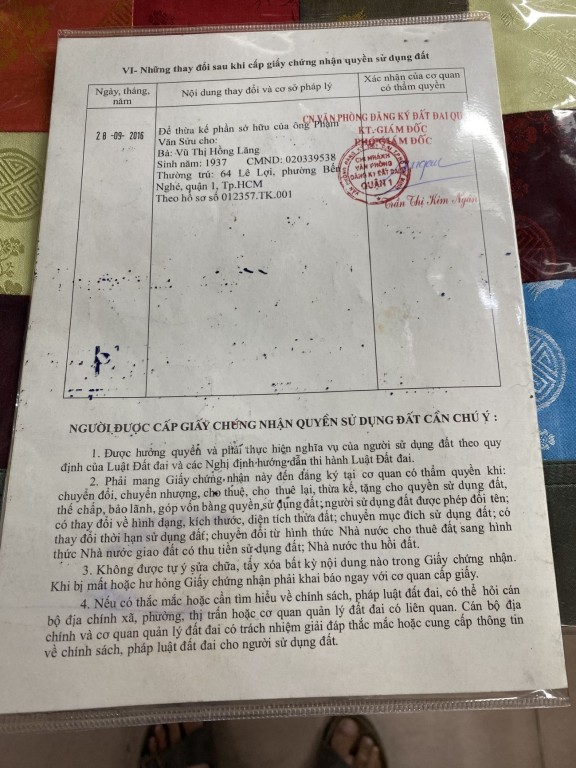 VI- Những thay đổi sau khi cấp giấy chứng nhận quyền sử dụng đất
Ngày, tháng, năm
Nội dung thay đổi và cơ sở pháp lý
Xác nhận của cơ quan có thẩm quyền
28 -09- 2016
Để thừa kế phần sở hữu của ông Phạm
Văn Sửu cho:
Bà: Vũ Thị Hồng Lãng
Sinh năm: 1937 CMND: 020339538
Thường trú: 64 Lê Lợi, phường Bến
Nghé, quận 1, Tp.HCM
Theo hồ sơ số 012357.TK.001
CN.VĂN PHÒNG ĐĂNG KÝ ĐẤT ĐAI QU
KT.GIÁM ĐỐC
PHÓ GIÁM ĐỐC
CHI NHÁNH
VĂN PHÒNG
ĐĂNG KÝ ĐẤT ĐAI
QUẬN 1
Trần Thị Kim Ngân
NGƯỜI ĐƯỢC CẤP GIẤY CHỨNG NHẬN QUYỀN SỬ DỤNG ĐẤT CẦN CHÚ Ý :
1. Được hưởng quyền và phải thực hiện nghĩa vụ của người sử dụng đất theo quy
định của Luật Đất đai và các Nghị định hướng dẫn thi hành Luật Đất đai.
2. Phải mang Giấy chứng nhận này đến đăng ký tại cơ quan có thẩm quyền khi:
chuyển đổi, chuyển nhượng, cho thuê, cho thuê lại, thừa kế, tặng cho quyền sử dụng đất,
thế chấp, bảo lãnh, góp vốn bằng quyền sử dụng đất; người sử dụng đất được phép đổi tên;
có thay đổi về hình dạng, kích thước, diện tích thửa đất; chuyển mục đích sử dụng đất; có
thay đổi thời hạn sử dụng đất; chuyển đổi từ hình thức Nhà nước cho thuê đất sang hình
thức Nhà nước giao đất có thu tiền sử dụng đất; Nhà nước thu hồi đất.
3. Không được tự ý sửa chữa, tẩy xóa bất kỳ nội dung nào trong Giấy chứng nhận.
Khi bị mất hoặc hư hỏng Giấy chứng nhận phải khai báo ngay với cơ quan cấp giấy.
4. Nếu có thắc mắc hoặc cần tìm hiểu về chính sách, pháp luật đất đai, có thể hỏi cán
bộ địa chính xã, phường, thị trấn hoặc cơ quan quản lý đất đai có liên quan. Cán bộ địa
chính và cơ quan quản lý đất đai có trách nhiệm giải đáp thắc mắc hoặc cung cấp thông tin
về chính sách, pháp luật đất đai cho người sử dụng đất.